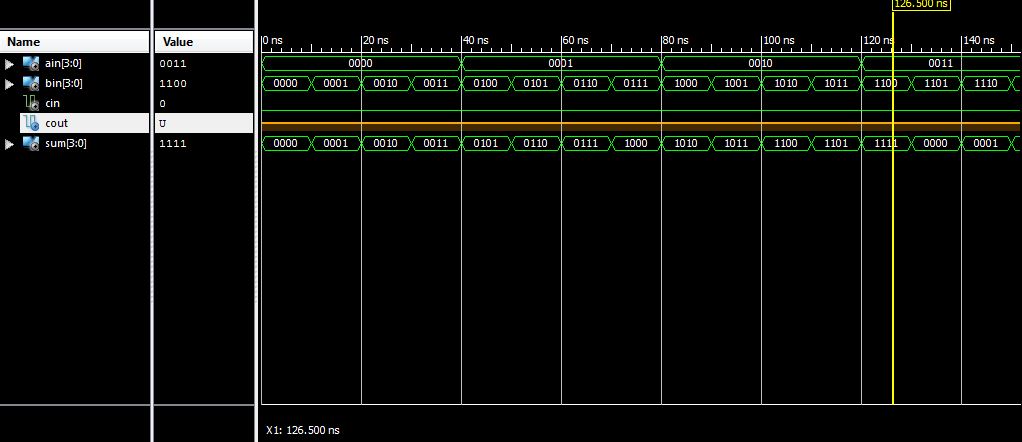 126.500 ns
Name Value
0 ns 20 ns 40 ns 60 ns 80 ns 100 ns 120 ns 140 ns
ain[3:0] 0011 0000 0001 0010 0011
bin[3:0] 1100 0000 0001 0010 0011 0100 0101 0110 0111 1000 1001 1010 1011 1100 1101 1110
cin 0
cout U
sum[3:0] 1111 0000 0001 0010 0011 0101 0110 0111 1000 1010 1011 1100 1101 1111 0000 0001
X1: 126.500 ns